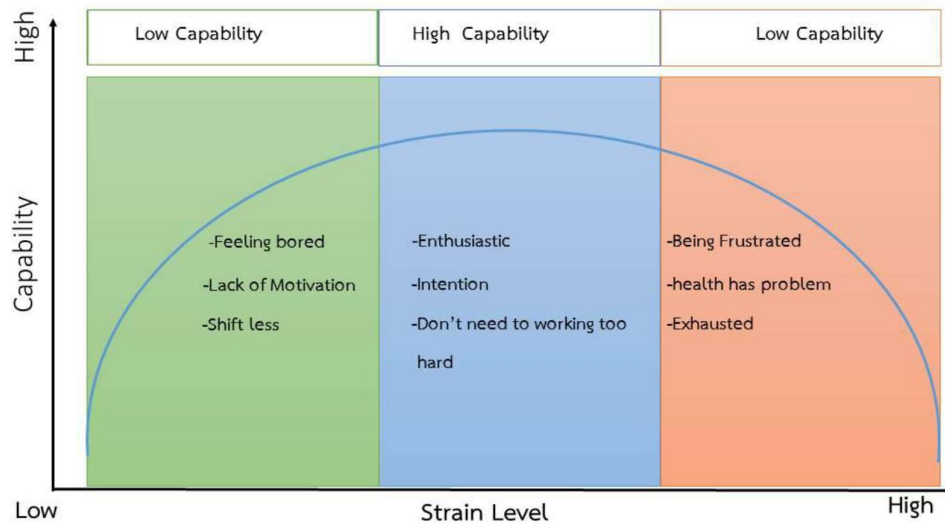 High
Low Capability
High Capability
Low Capability
Capability
-Feeling bored
-Lack of Motivation
-Shift less
-Enthusiastic
-Intention
-Don't need to working too
hard
-Being Frustrated
-health has problem
-Exhausted
Low
Strain Level
High